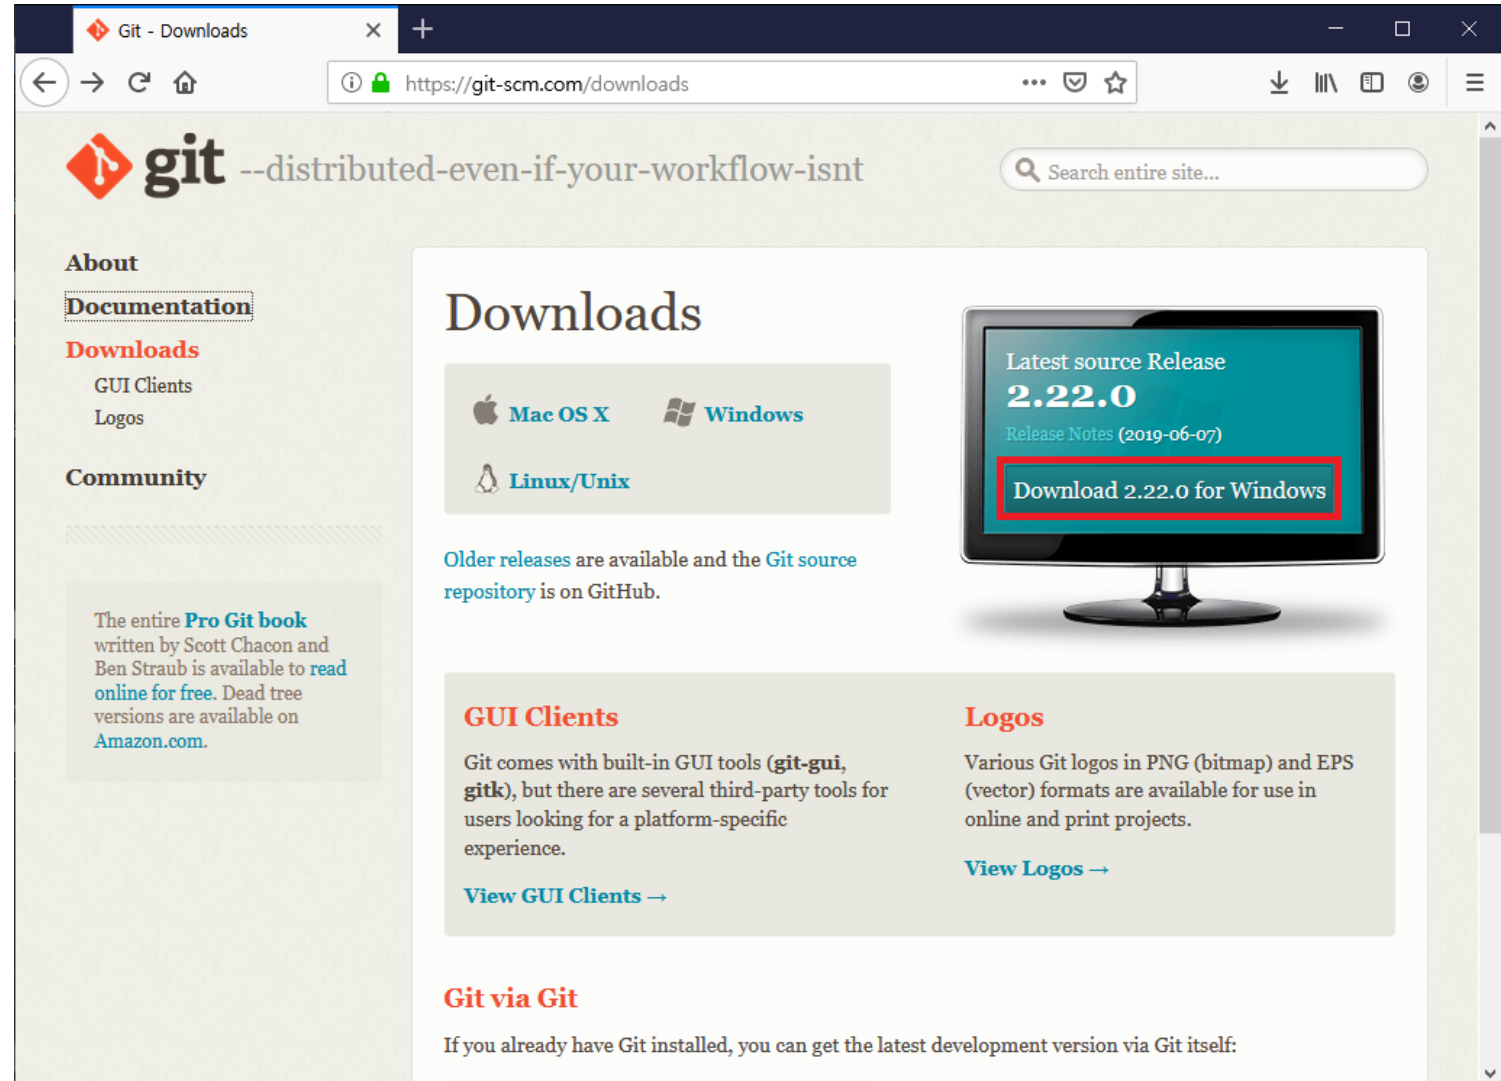 Git - Downloads
https://git-scm.com/downloads
git --distributed-even-if-your-workflow-isnt
Search entire site...
About
Documentation
Downloads
GUI Clients
Logos
Community
The entire Pro Git book
written by Scott Chacon and
Ben Straub is available to read
online for free. Dead tree
versions are available on
Amazon.com.
Downloads
Mac OS X
Windows
Linux/Unix
Older releases are available and the Git source
repository is on GitHub.
Latest source Release
2.22.0
Release Notes (2019-06-07)
Download 2.22.0 for Windows
GUI Clients
Git comes with built-in GUI tools (git-gui,
gitk), but there are several third-party tools for
users looking for a platform-specific
experience.
View GUI Clients →
Logos
Various Git logos in PNG (bitmap) and EPS
(vector) formats are available for use in
online and print projects.
View Logos →
Git via Git
If you already have Git installed, you can get the latest development version via Git itself: